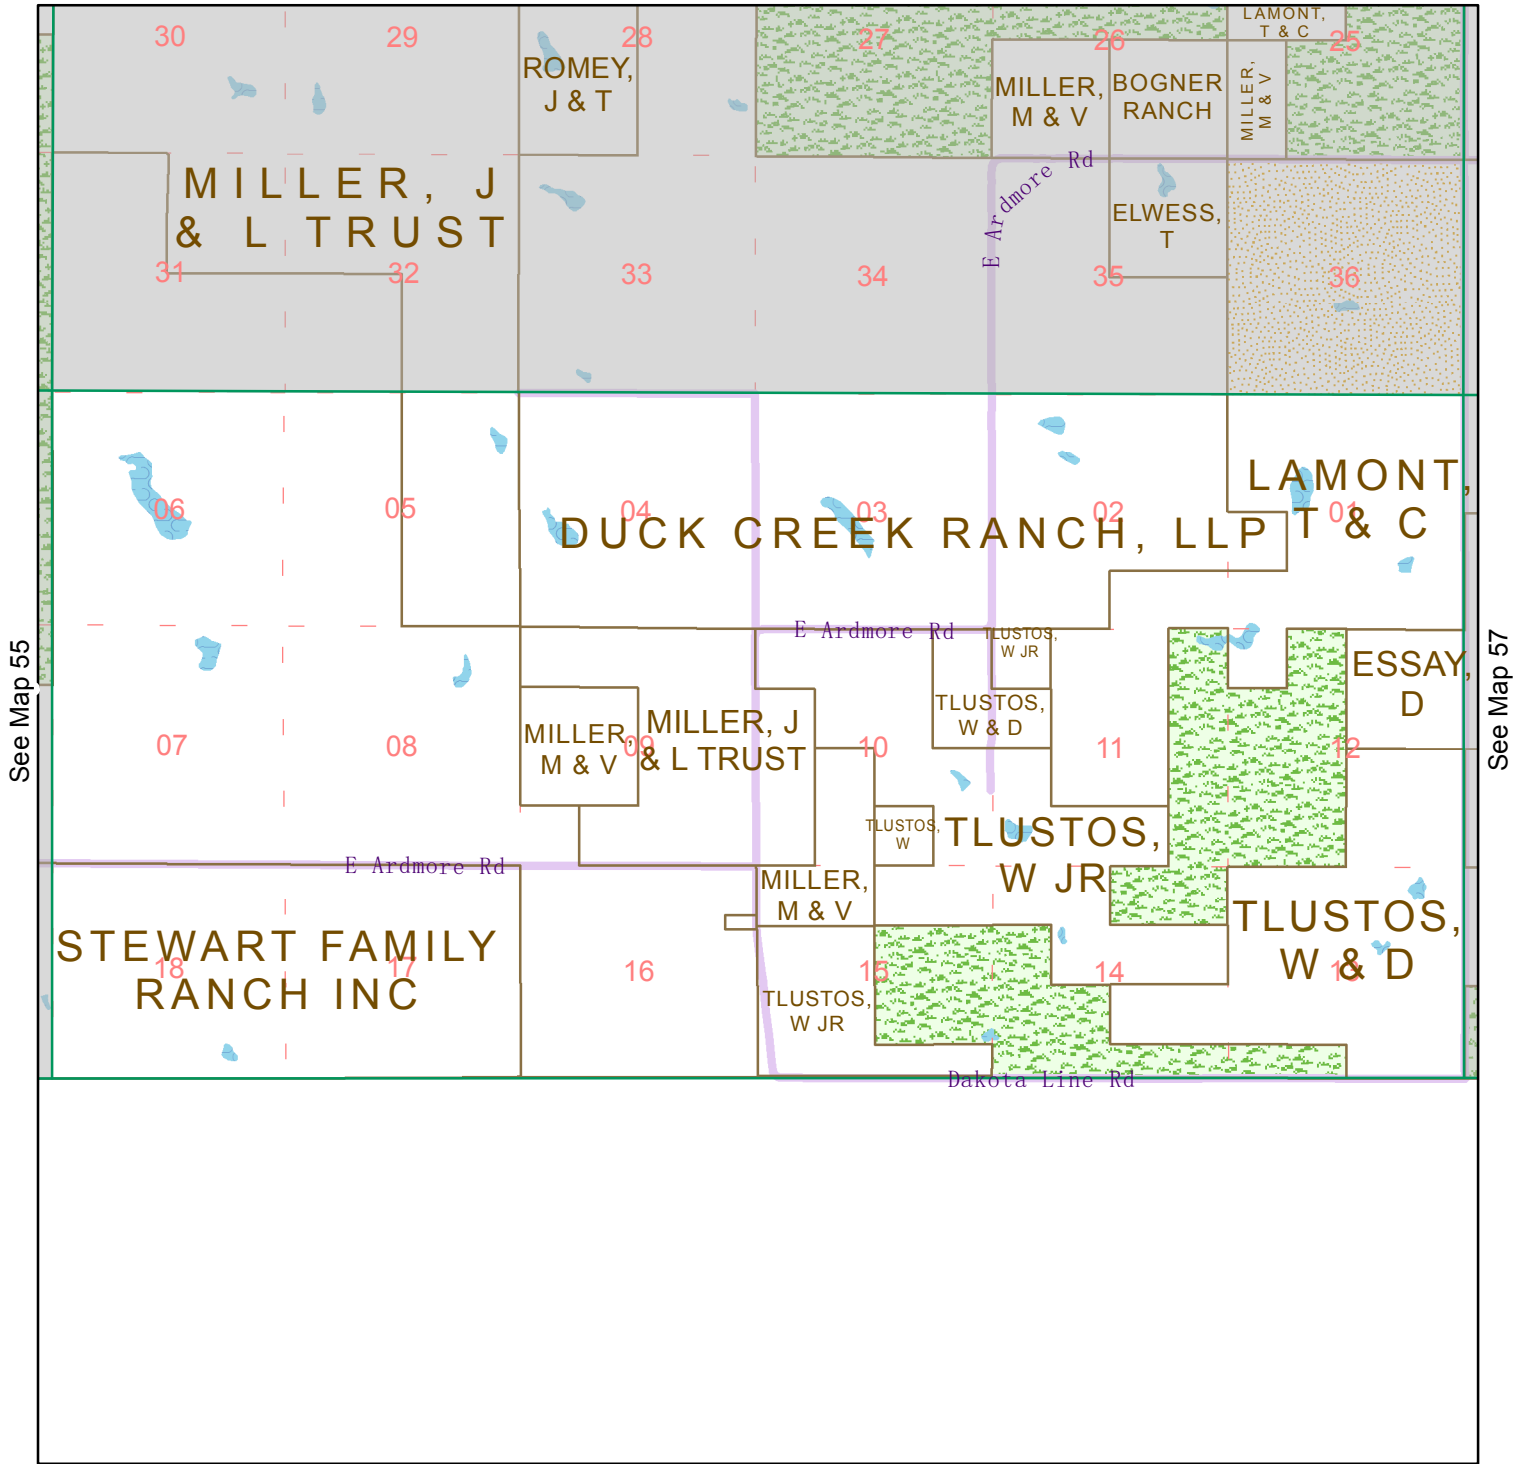 LAMONT,
T & C
30
29
28
27
26
25
ROMEY,
J & T
MILLER,
M & V
BOGNER
RANCH
MILLER,
M & V
E Ardmore Rd
MILLER, J
& L TRUST
ELWESS,
T
31
32
33
34
35
36
LAMONT,
T & C
06
05
04
03
02
01
DUCK CREEK RANCH, LLP
E Ardmore Rd
TLUSTOS,
W JR
ESSAY,
D
TLUSTOS,
W & D
MILLER,
M & V
MILLER, J
& L TRUST
07
08
09
10
11
12
See Map 55
See Map 57
TLUSTOS,
W
TLUSTOS,
W JR
E Ardmore Rd
MILLER,
M & V
STEWART FAMILY
RANCH INC
TLUSTOS,
W & D
18
17
16
15
14
13
TLUSTOS,
W JR
Dakota Line Rd